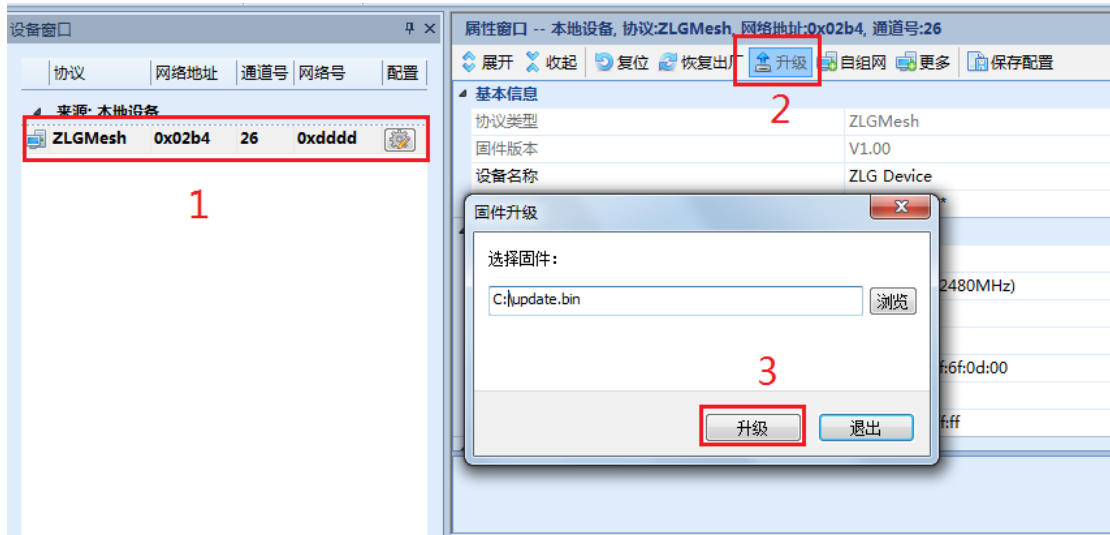 设备窗口
协议 网络地址 通道号 网络号 配置
来源: 本地设备
ZLGMesh 0x02b4 26 0xdddd
1
属性窗口 -- 本地设备, 协议:ZLGMesh, 网络地址:0x02b4, 通道号:26
展开 收起 复位 恢复出厂 升级 自组网 更多 保存配置
基本信息
2
协议类型 ZLGMesh
固件版本 V1.00
设备名称 ZLG Device
*
固件升级
选择固件:
2480MHz)
C:\update.bin 浏览
3
f:6f:0d:00
升级 退出
f:ff